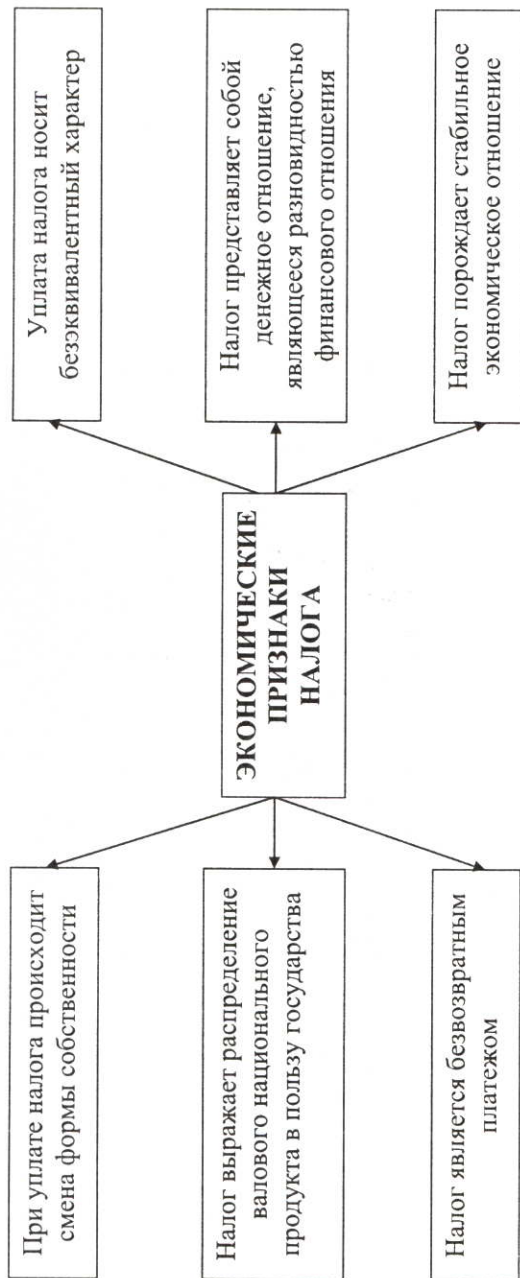 При уплате налога происходит
смена формы собственности
Уплата налога носит
безэквивалентный характер
Налог выражает распределение
валового национального
продукта в пользу государства
ЭКОНОМИЧЕСКИЕ
ПРИЗНАКИ
НАЛОГА
Налог представляет собой
денежное отношение,
являющееся разновидностью
финансового отношения
Налог является безвозвратным
платежом
Налог порождает стабильное
экономическое отношение